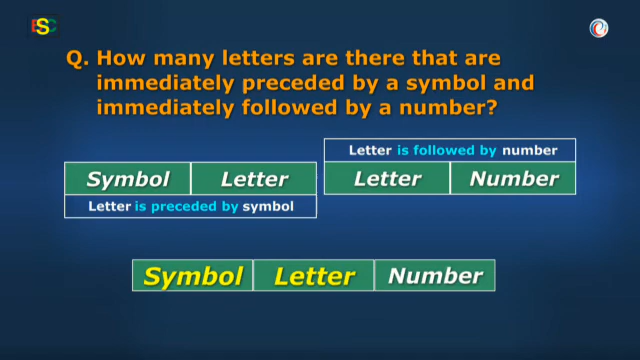 ESC
Q. How many letters are there that are
immediately preceded by a symbol and
immediately followed by a number?
Letter is followed by number
Symbol Letter
Letter Number
Letter is preceded by symbol
Symbol Letter Number